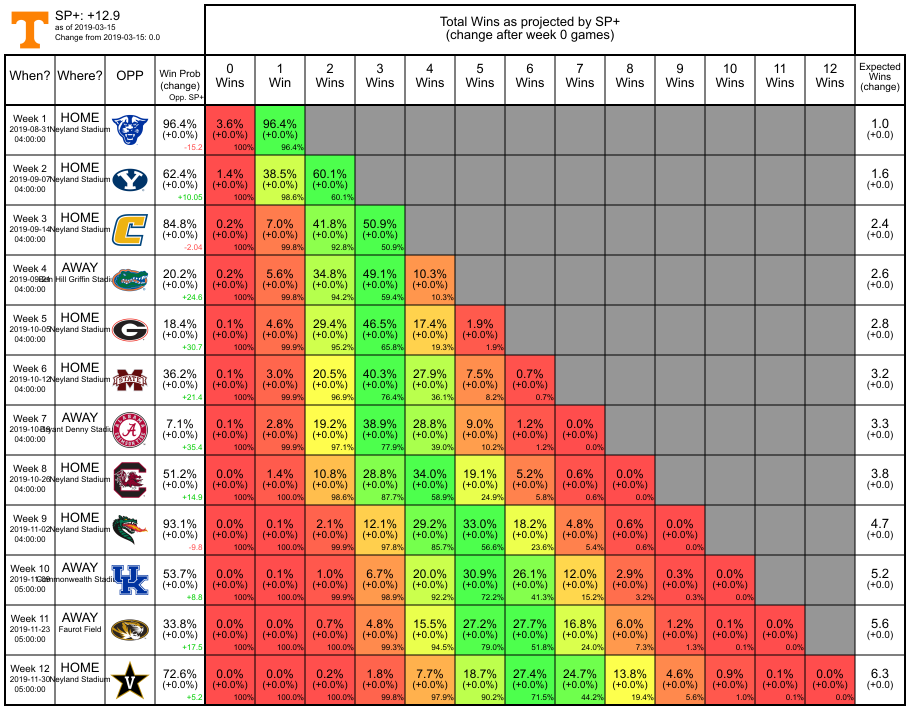 SP+: +12.9
as of 2019-03-15
Change from 2019-03-15: 0.0
Total Wins as projected by SP+
(change after week 0 games)
When? Where? OPP Win Prob (change) Opp. SP+ 0 Wins 1 Win 2 Wins 3 Wins 4 Wins 5 Wins 6 Wins 7 Wins 8 Wins 9 Wins 10 Wins 11 Wins 12 Wins Expected Wins (change)
Week 1 HOME 96.4% 3.6% 96.4% 1.0
2019-08-31 Neyland Stadium (+0.0%) (+0.0%) (+0.0%) (+0.0)
04:00:00 -15.2 100% 96.4%
Week 2 HOME 62.4% 1.4% 38.5% 60.1% 1.6
2019-09-07 Neyland Stadium Y (+0.0%) (+0.0%) (+0.0%) (+0.0%) (+0.0)
04:00:00 +10.05 100% 98.6% 60.1%
Week 3 HOME 84.8% 0.2% 7.0% 41.8% 50.9% 2.4
2019-09-14 Neyland Stadium C (+0.0%) (+0.0%) (+0.0%) (+0.0%) (+0.0%) (+0.0)
04:00:00 -2.04 100% 99.8% 92.8% 50.9%
Week 4 AWAY 20.2% 0.2% 5.6% 34.8% 49.1% 10.3% 2.6
Hill Griffin (+0.0%) (+0.0%) (+0.0%) (+0.0%) (+0.0%) (+0.0%) (+0.0)
04:00:00 +24.6 100% 99.8% 94.2% 59.4% 10.3%
Week 5 HOME 18.4% 0.1% 4.6% 29.4% 46.5% 17.4% 1.9% 2.8
2019-10-05 Neyland Stadium G (+0.0%) (+0.0%) (+0.0%) (+0.0%) (+0.0%) (+0.0%) (+0.0%) (+0.0)
04:00:00 +30.7 100% 99.9% 95.2% 65.8% 19.3% 1.9%
Week 6 HOME 36.2% 0.1% 3.0% 20.5% 40.3% 27.9% 7.5% 0.7% 3.2
2019-10-12 Neyland Stadium STATE (+0.0%) (+0.0%) (+0.0%) (+0.0%) (+0.0%) (+0.0%) (+0.0%) (+0.0%) (+0.0)
04:00:00 +21.4 100% 99.9% 96.9% 76.4% 36.1% 8.2% 0.7%
Week 7 AWAY 7.1% 0.1% 2.8% 19.2% 38.9% 28.8% 9.0% 1.2% 0.0% 3.3
Denny A (+0.0%) (+0.0%) (+0.0%) (+0.0%) (+0.0%) (+0.0%) (+0.0%) (+0.0%) (+0.0%) (+0.0)
04:00:00 +35.4 100% 99.9% 97.1% 77.9% 39.0% 10.2% 1.2% 0.0%
Week 8 HOME 51.2% 0.0% 1.4% 10.8% 28.8% 34.0% 19.1% 5.2% 0.6% 0.0% 3.8
2019-10-26 Neyland Stadium C (+0.0%) (+0.0%) (+0.0%) (+0.0%) (+0.0%) (+0.0%) (+0.0%) (+0.0%) (+0.0%) (+0.0%) (+0.0)
04:00:00 +14.9 100% 100.0% 98.6% 87.7% 58.9% 24.9% 5.8% 0.6% 0.0%
Week 9 HOME 93.1% 0.0% 0.1% 2.1% 12.1% 29.2% 33.0% 18.2% 4.8% 0.6% 0.0% 4.7
2019-11-02 Neyland Stadium (+0.0%) (+0.0%) (+0.0%) (+0.0%) (+0.0%) (+0.0%) (+0.0%) (+0.0%) (+0.0%) (+0.0%) (+0.0%) (+0.0)
04:00:00 -9.8 100% 100.0% 99.9% 97.8% 85.7% 56.6% 23.6% 5.4% 0.6% 0.0%
Week 10 AWAY 53.7% 0.0% 0.1% 1.0% 6.7% 20.0% 30.9% 26.1% 12.0% 2.9% 0.3% 0.0% 5.2
UK (+0.0%) (+0.0%) (+0.0%) (+0.0%) (+0.0%) (+0.0%) (+0.0%) (+0.0%) (+0.0%) (+0.0%) (+0.0%) (+0.0%) (+0.0)
05:00:00 +8.8 100% 100.0% 99.9% 98.9% 92.2% 72.2% 41.3% 15.2% 3.2% 0.3% 0.0%
Week 11 AWAY 33.8% 0.0% 0.0% 0.7% 4.8% 15.5% 27.2% 27.7% 16.8% 6.0% 1.2% 0.1% 0.0% 5.6
2019-11-23 Faurot Field (+0.0%) (+0.0%) (+0.0%) (+0.0%) (+0.0%) (+0.0%) (+0.0%) (+0.0%) (+0.0%) (+0.0%) (+0.0%) (+0.0%) (+0.0%) (+0.0)
05:00:00 +17.5 100% 100.0% 100.0% 99.3% 94.5% 79.0% 51.8% 24.0% 7.3% 1.3% 0.1% 0.0%
Week 12 HOME 72.6% 0.0% 0.0% 0.2% 1.8% 7.7% 18.7% 27.4% 24.7% 13.8% 4.6% 0.9% 0.1% 0.0% 6.3
2019-11-30 Neyland Stadium V (+0.0%) (+0.0%) (+0.0%) (+0.0%) (+0.0%) (+0.0%) (+0.0%) (+0.0%) (+0.0%) (+0.0%) (+0.0%) (+0.0%) (+0.0%) (+0.0%) (+0.0)
05:00:00 +5.2 100% 100.0% 100.0% 99.8% 97.9% 90.2% 71.5% 44.2% 19.4% 5.6% 1.0% 0.1% 0.0%